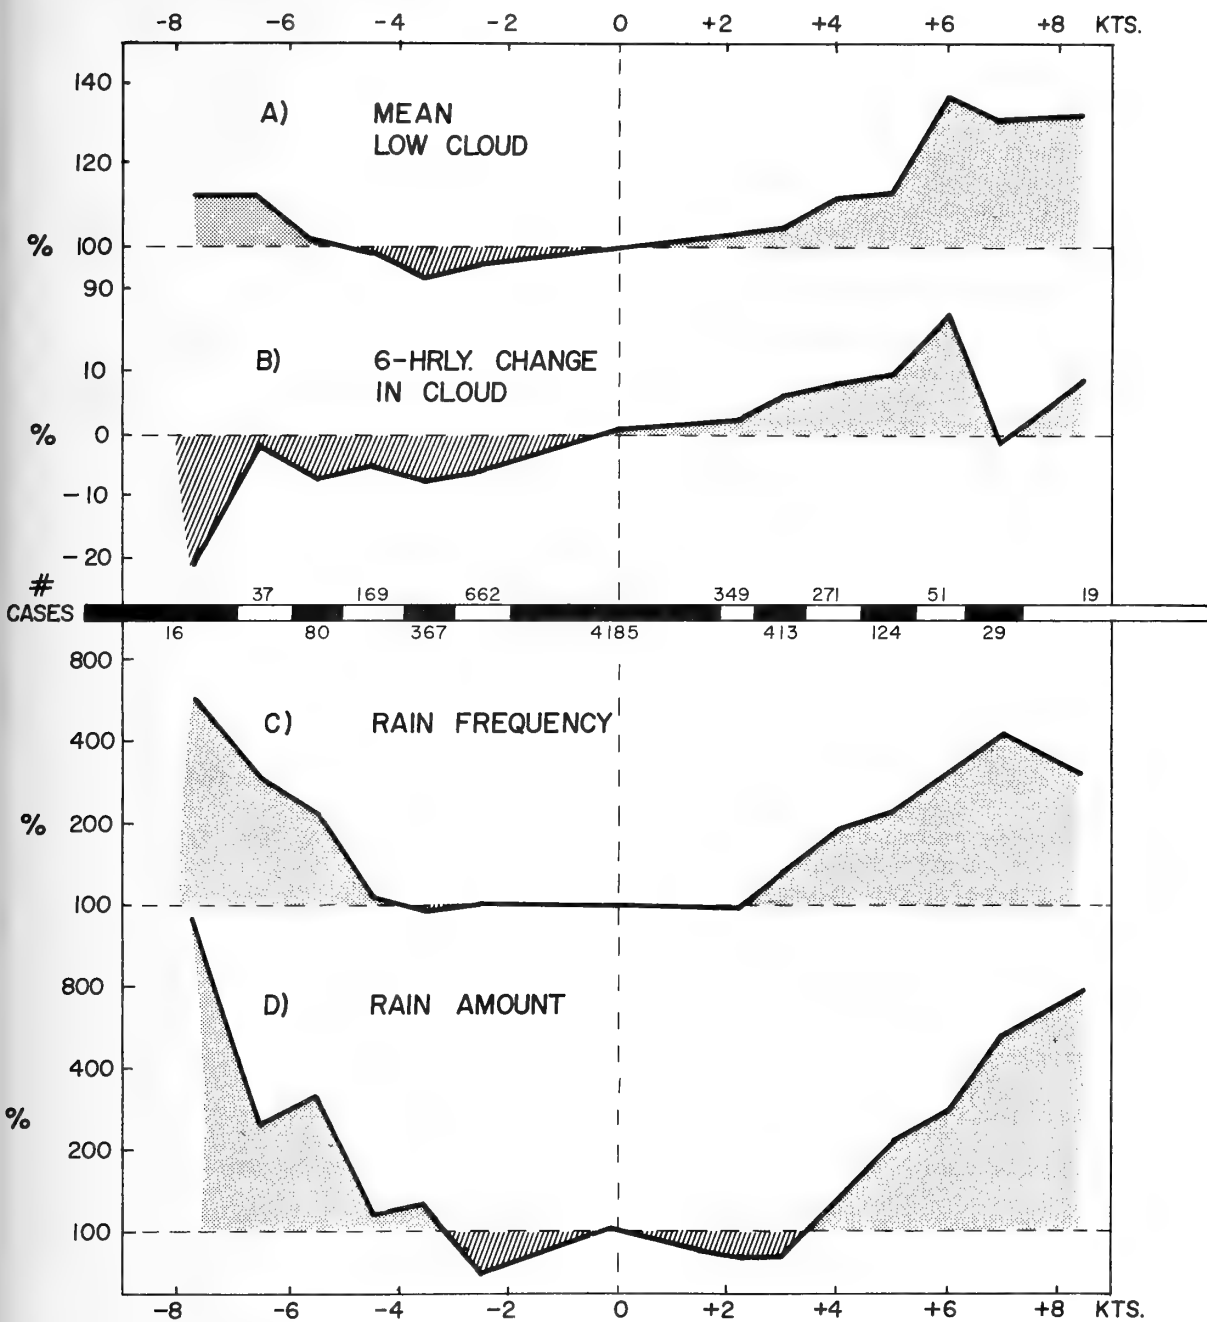 -8 -6 -4 -2 0 +2 +4 +6 +8 KTS.
140
A) MEAN
LOW CLOUD
120
% 100
90
B) 6-HRLY. CHANGE
IN CLOUD
10
% 0
-10
-20
# CASES
37 169 662 349 271 51 19
16 80 367 4185 413 124 29
800
C) RAIN FREQUENCY
400
% 200
100
800
D) RAIN AMOUNT
400
%
200
100
-8 -6 -4 -2 0 +2 +4 +6 +8 KTS.